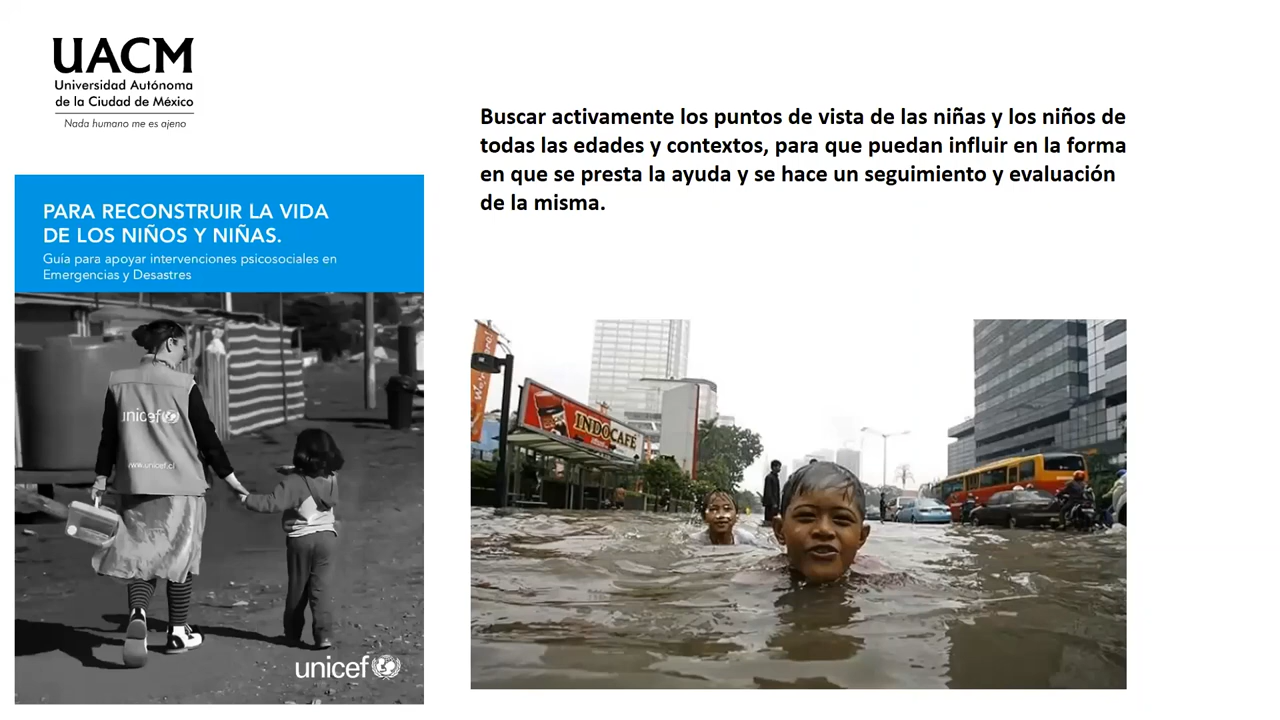 UACM
Universidad Autónoma
de la Ciudad de México
Nada humano me es ajeno
Buscar activamente los puntos de vista de las niñas y los niños de
todas las edades y contextos, para que puedan influir en la forma
en que se presta la ayuda y se hace un seguimiento y evaluación
de la misma.
PARA RECONSTRUIR LA VIDA
DE LOS NIÑOS Y NIÑAS.
Guía para apoyar intervenciones psicosociales en
Emergencias y Desastres
unicef
www.unicef.cl
unicef
INDOCAFÉ